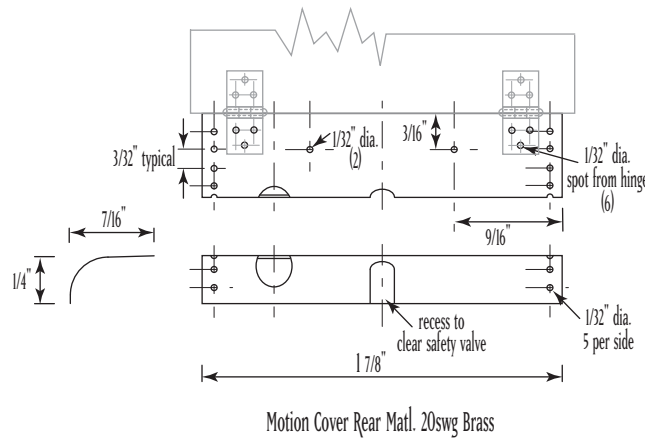 3/16"
1/32" dia.
(2)
3/32" typical
1/32" dia.
spot from hinge
(6)
7/16"
9/16"
1/4"
recess to
clear safety valve
1/32" dia.
5 per side
1 7/8"
Motion Cover Rear Matl. 20swg Brass